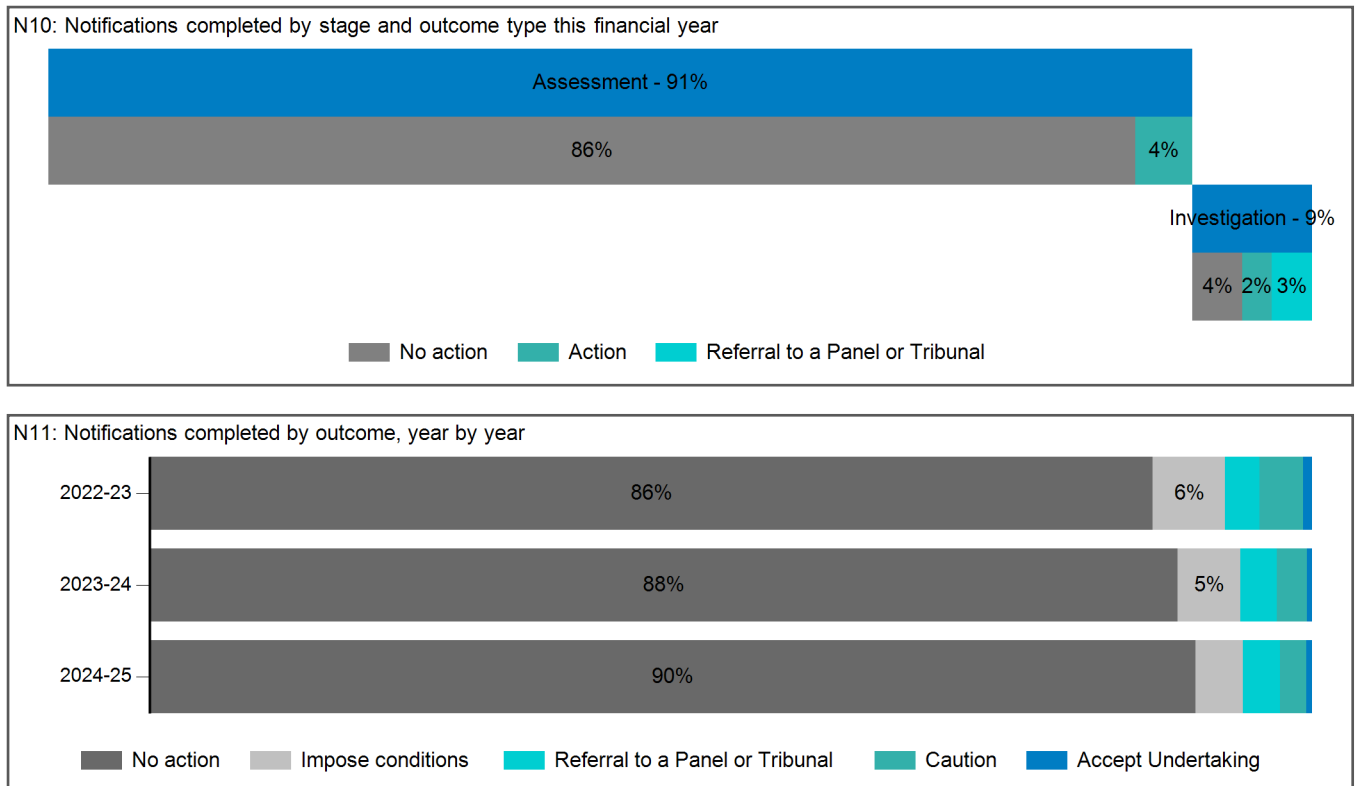 N10: Notifications completed by stage and outcome type this financial year
Assessment - 91%
86% 4%
Investigation - 9%
4% 2% 3%
No action Action Referral to a Panel or Tribunal
N11: Notifications completed by outcome, year by year
2022-23 86% 6%
2023-24 88% 5%
2024-25 90%
No action Impose conditions Referral to a Panel or Tribunal Caution Accept Undertaking